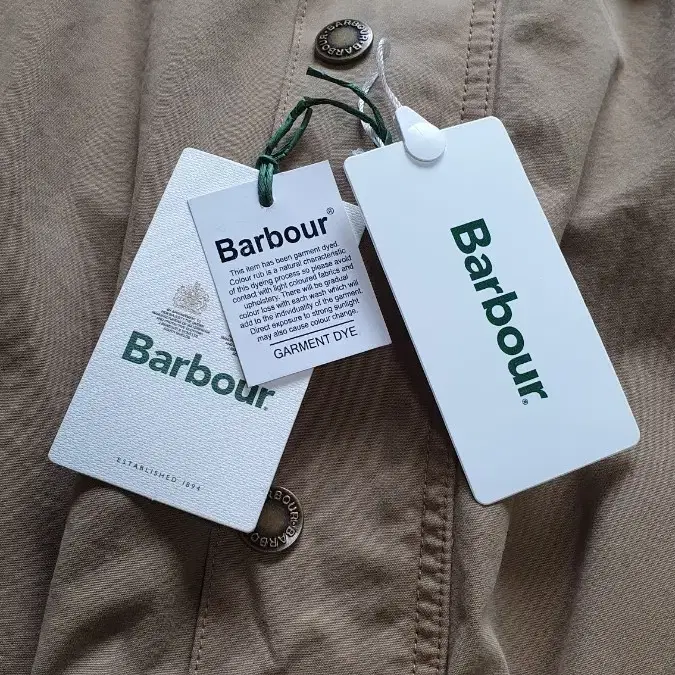 BARBOUR
Barbour®
This item has been garment dyed.
Colour rub is a natural characteristic
of this dyeing process so please avoid
contact with light coloured fabrics and
upholstery. There will be gradual
colour loss with each wash which will
add to the individuality of the garment.
Direct exposure to strong sunlight
may also cause colour change.
GARMENT DYE
Barbour®
ESTABLISHED 1894
Barbour®
BARBOUR